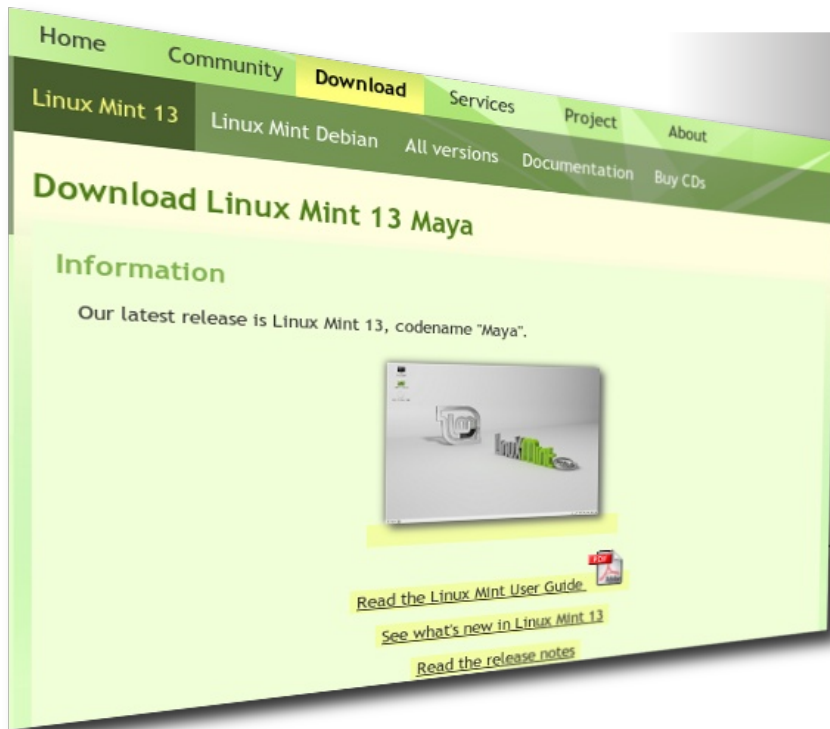 Home Community Download Services Project About
Linux Mint 13 Linux Mint Debian All versions Documentation Buy CDs
Download Linux Mint 13 Maya
Information
Our latest release is Linux Mint 13, codename "Maya".
LinuxMint
PDF
Read the Linux Mint User Guide
See what's new in Linux Mint 13
Read the release notes